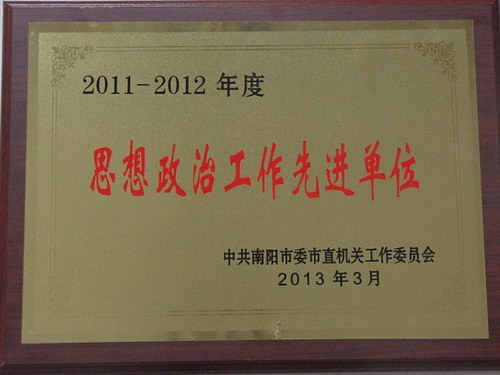 2011-2012 年度
思想政治工作先进单位
中共南阳市委市直机关工作委员会
2013 年3月